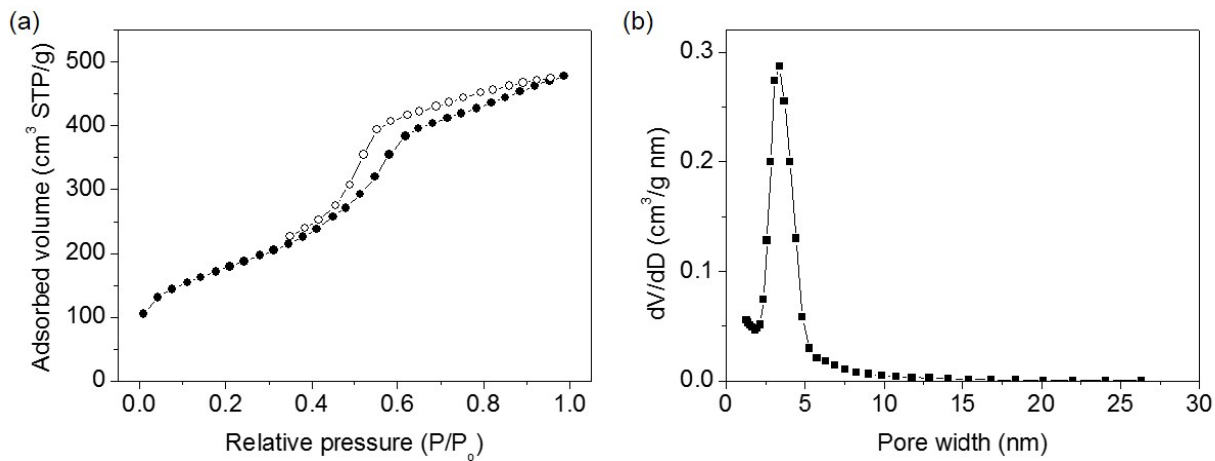 (a)
Adsorbed volume (cm³ STP/g)
500
400
300
200
100
0
0.0 0.2 0.4 0.6 0.8 1.0
Relative pressure (P/Pₒ)
(b)
dV/dD (cm³/g nm)
0.3
0.2
0.1
0.0
0 5 10 15 20 25 30
Pore width (nm)